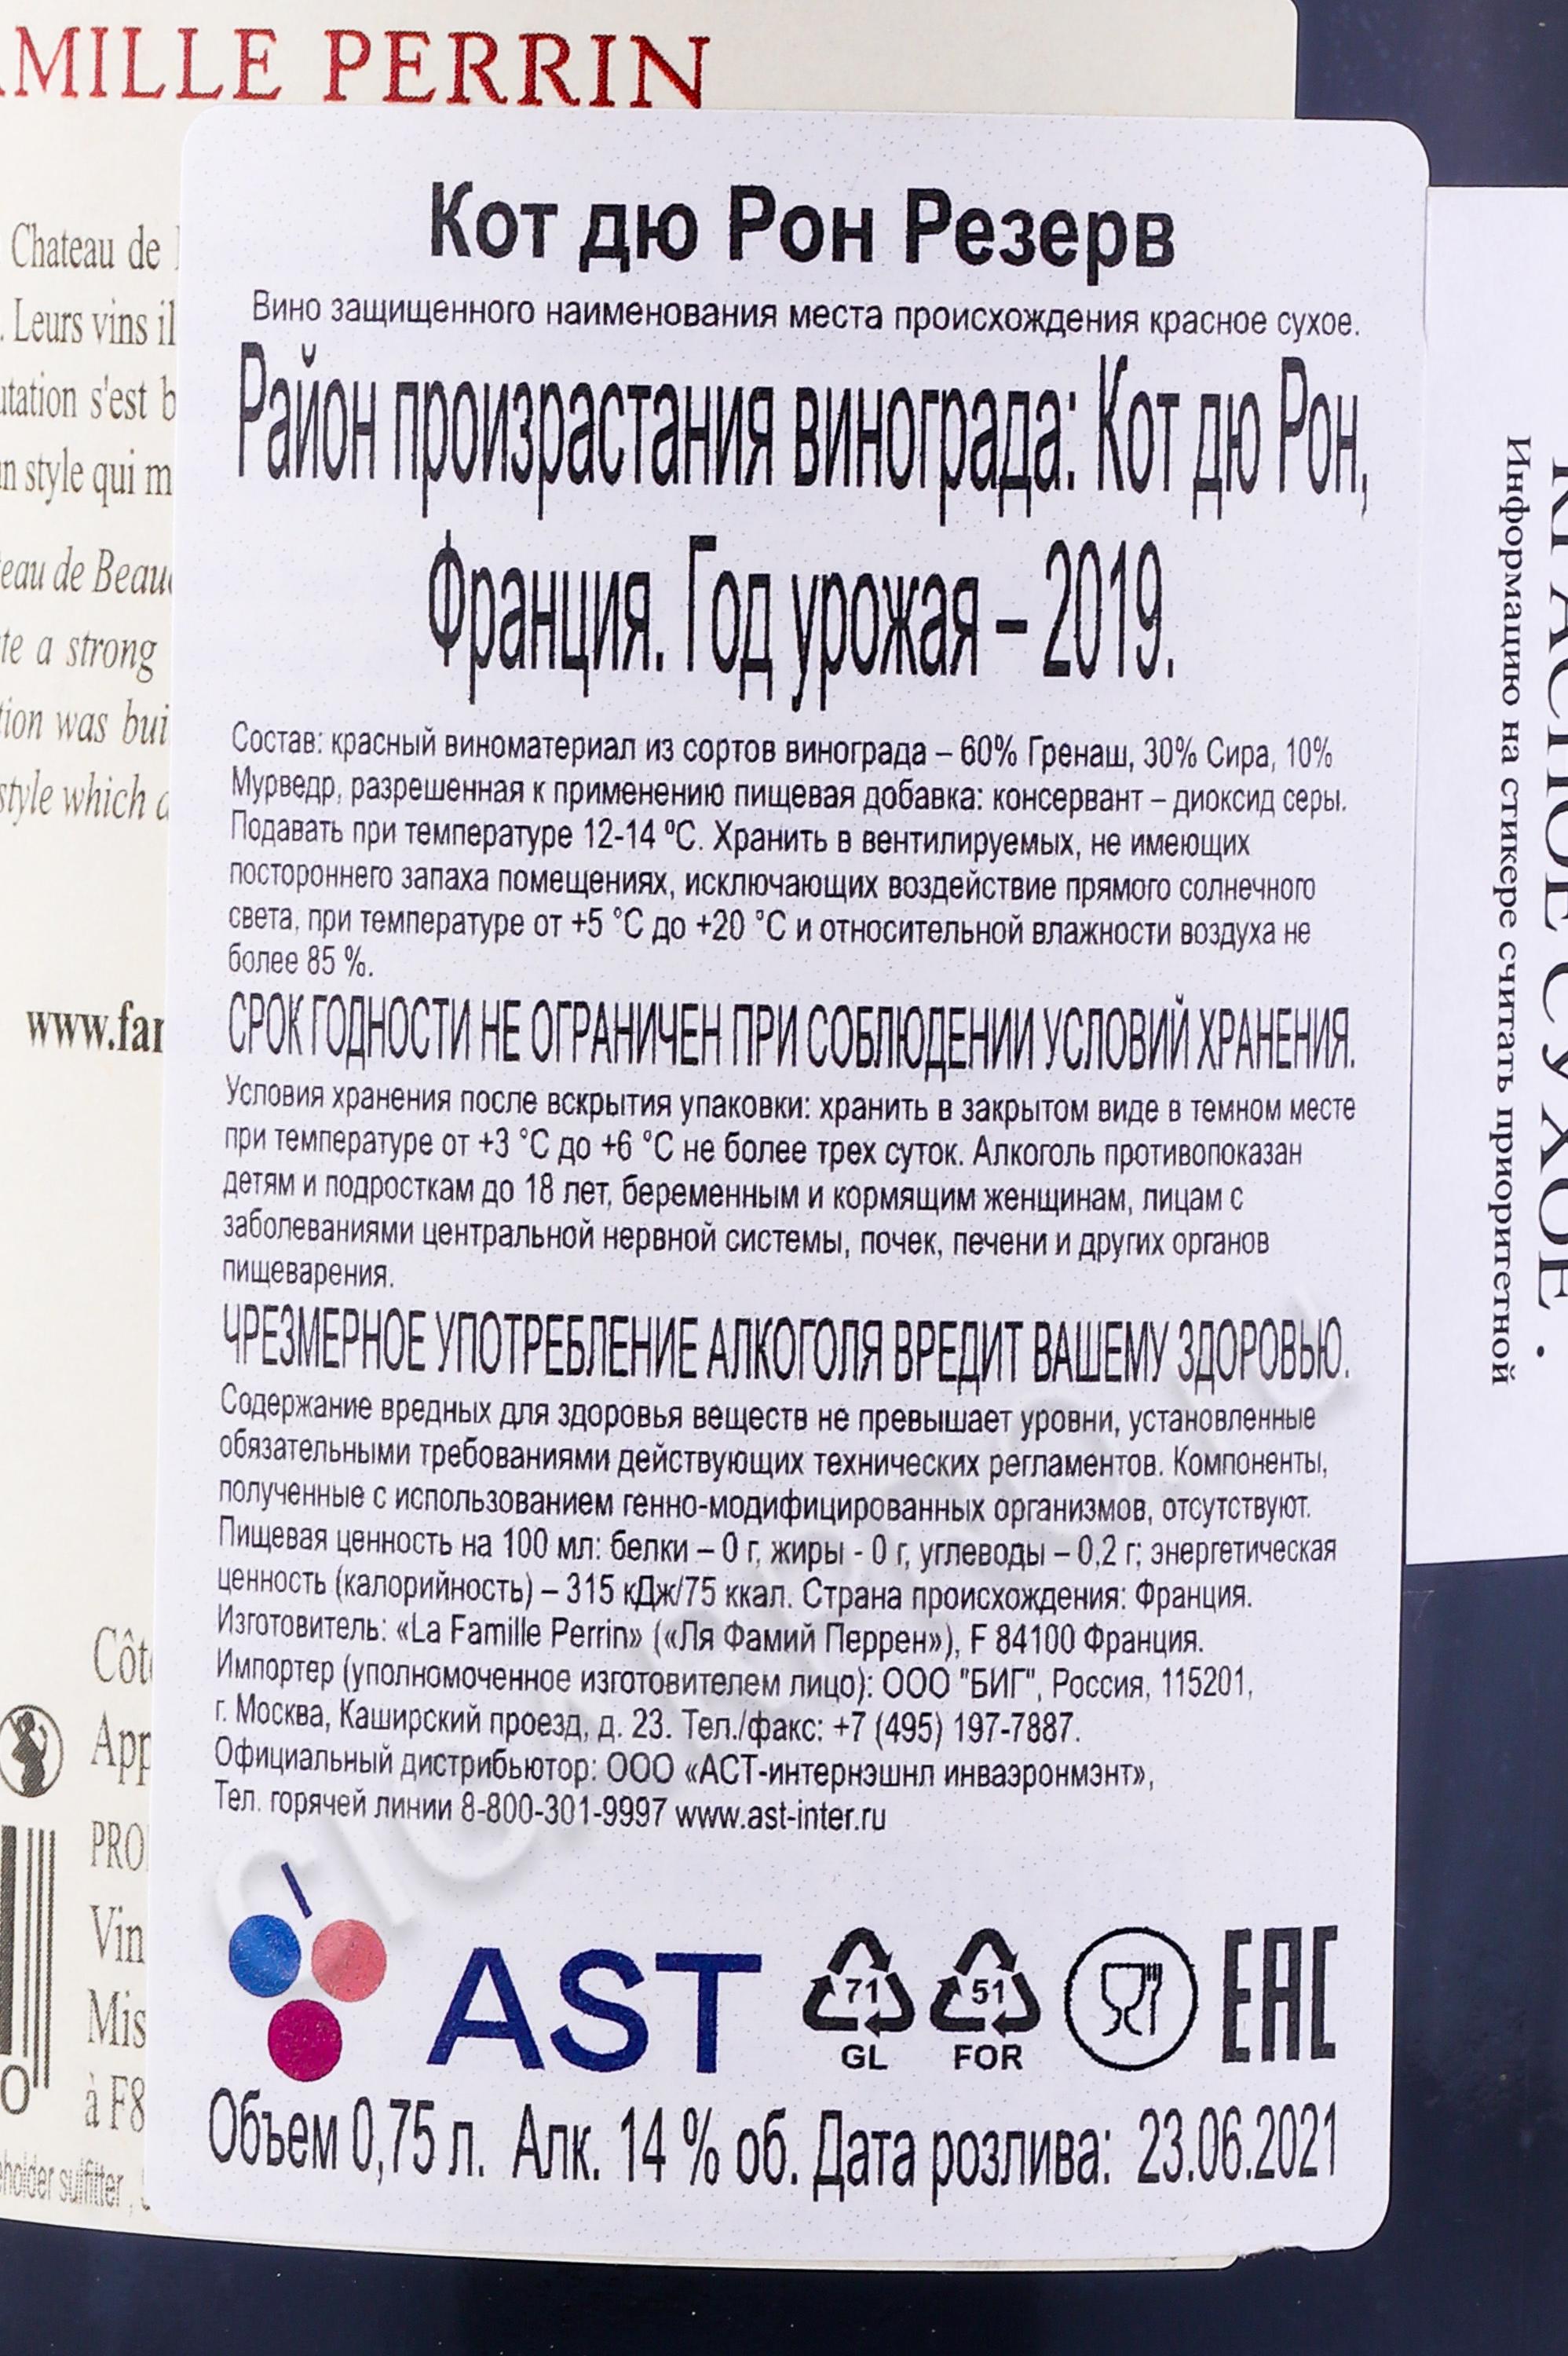 MILLE PERRIN
Chateau de
Leurs vins il
utation s'est b
n style qui m
eau de Beau
te a strong
tion was bui
style which
www.fa
Côt
App
PRO
Vin
Mis
à F8
0
holder sulfitter ,
Кот дю Рон Резерв
Вино защищенного наименования места происхождения красное сухое.
Район произрастания винограда: Кот дю Рон,
Франция. Год урожая – 2019.
Состав: красный виноматериал из сортов винограда – 60% Гренаш, 30% Сира, 10%
Мурведр, разрешенная к применению пищевая добавка: консервант – диоксид серы.
Подавать при температуре 12-14 ºС. Хранить в вентилируемых, не имеющих
постороннего запаха помещениях, исключающих воздействие прямого солнечного
света, при температуре от +5 °С до +20 °С и относительной влажности воздуха не
более 85 %.
СРОК ГОДНОСТИ НЕ ОГРАНИЧЕН ПРИ СОБЛЮДЕНИИ УСЛОВИЙ ХРАНЕНИЯ.
Условия хранения после вскрытия упаковки: хранить в закрытом виде в темном месте
при температуре от +3 °С до +6 °С не более трех суток. Алкоголь противопоказан
детям и подросткам до 18 лет, беременным и кормящим женщинам, лицам с
заболеваниями центральной нервной системы, почек, печени и других органов
пищеварения.
ЧРЕЗМЕРНОЕ УПОТРЕБЛЕНИЕ АЛКОГОЛЯ ВРЕДИТ ВАШЕМУ ЗДОРОВЬЮ.
Содержание вредных для здоровья веществ не превышает уровни, установленные
обязательными требованиями действующих технических регламентов. Компоненты,
полученные с использованием генно-модифицированных организмов, отсутствуют.
Пищевая ценность на 100 мл: белки – 0 г, жиры - 0 г, углеводы – 0,2 г; энергетическая
ценность (калорийность) – 315 кДж/75 ккал. Страна происхождения: Франция.
Изготовитель: «La Famille Perrin» («Ля Фамий Перрен»), F 84100 Франция.
Импортер (уполномоченное изготовителем лицо): ООО "БИГ", Россия, 115201,
г. Москва, Каширский проезд, д. 23. Тел./факс: +7 (495) 197-7887.
Официальный дистрибьютор: ООО «АСТ-интернэшнл инваэронмэнт»,
Тел. горячей линии 8-800-301-9997 www.ast-inter.ru
AST
71
GL
51
FOR
EAC
Объем 0,75 л. Алк. 14 % об. Дата розлива: 23.06.2021
СУХОЕ .
Информацию на стикере считать приоритетной